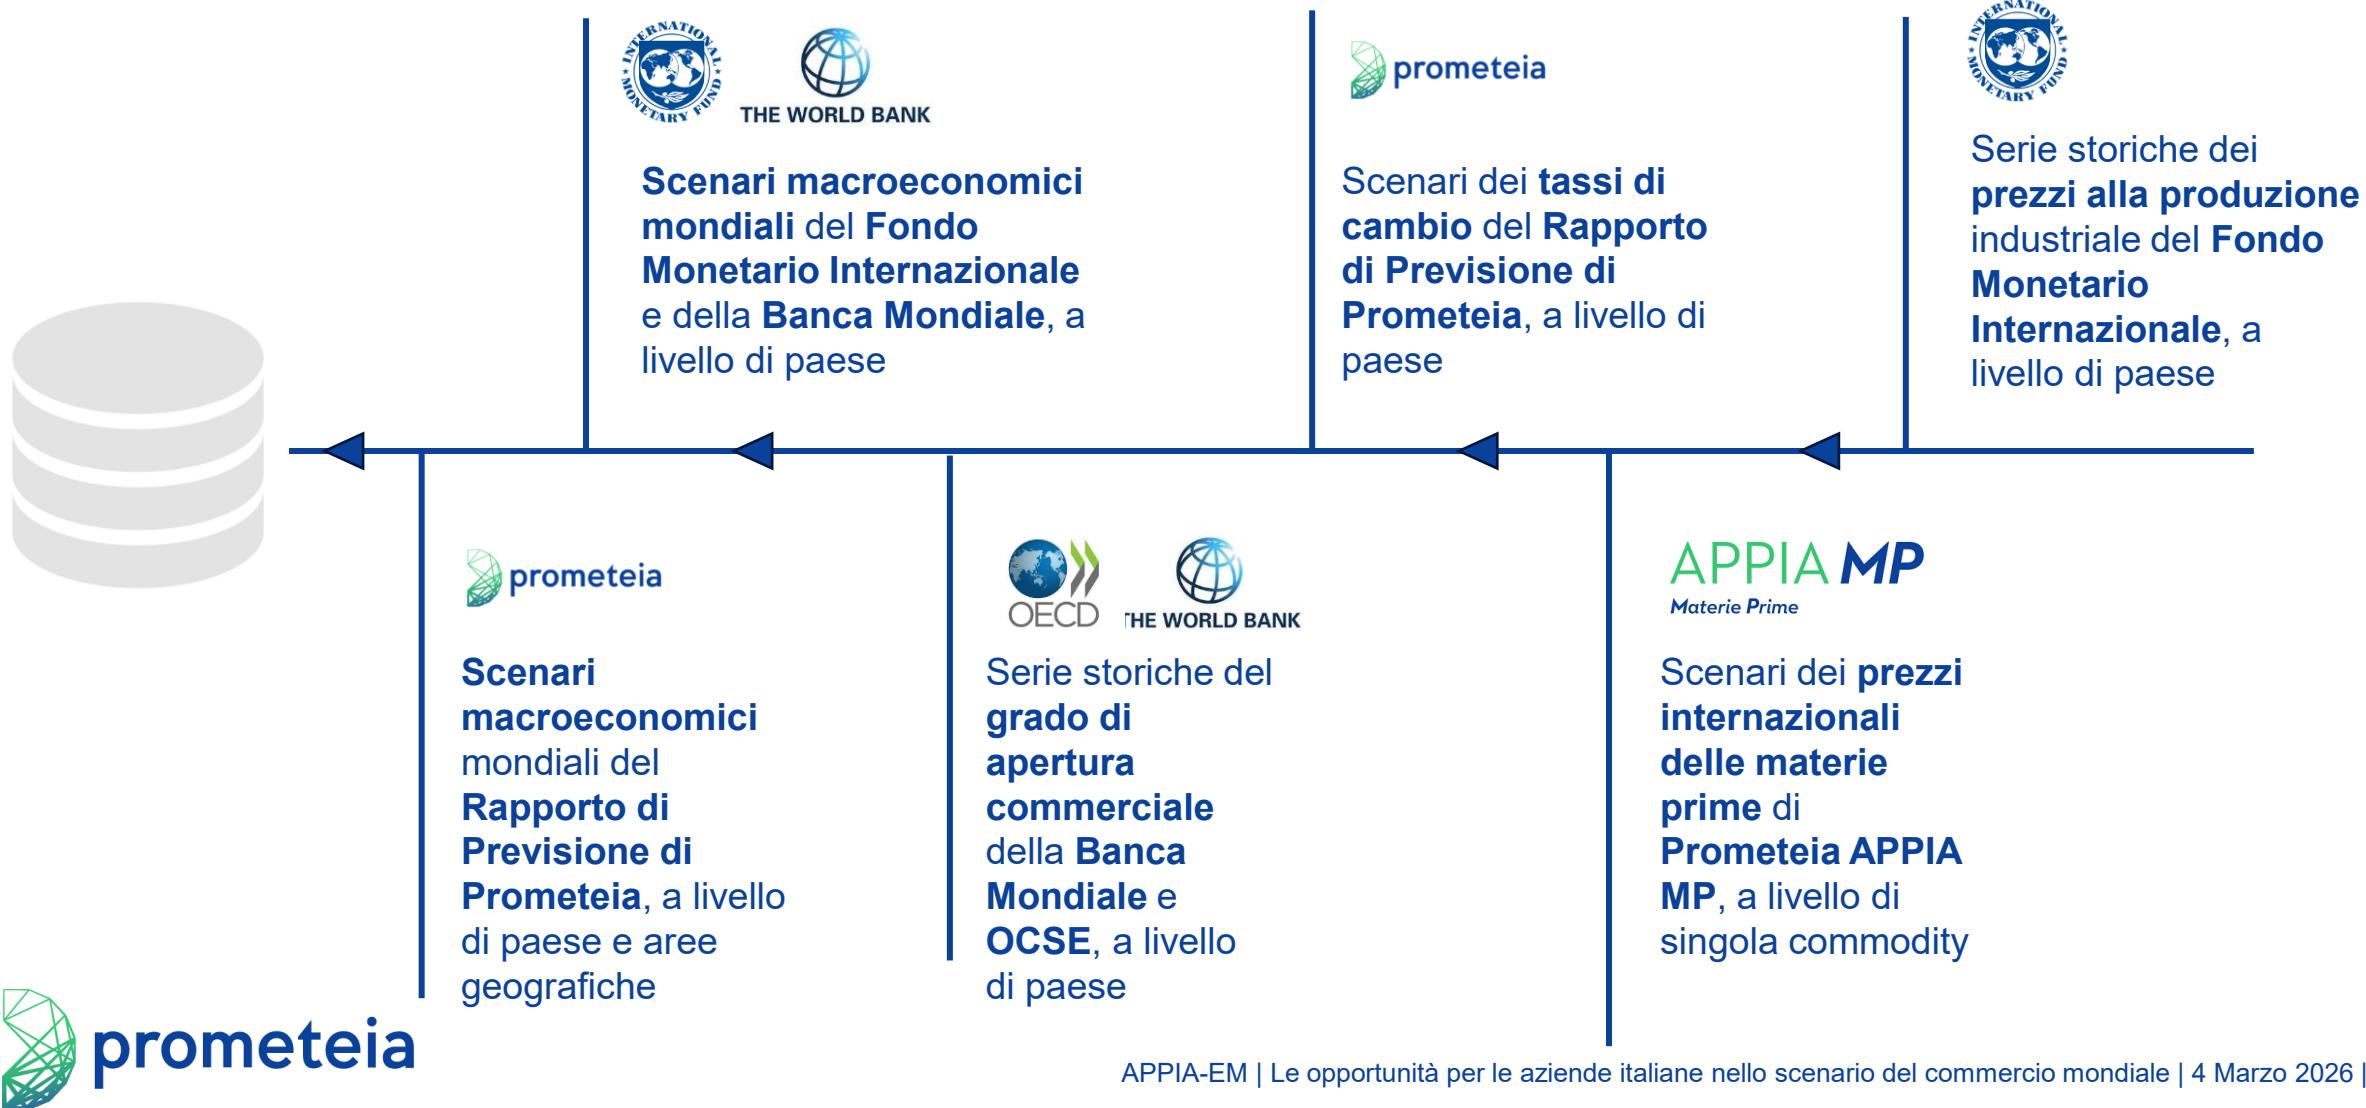 INTERNATIONAL MONETARY FUND
THE WORLD BANK
Scenari macroeconomici
mondiali del Fondo
Monetario Internazionale
e della Banca Mondiale, a
livello di paese
prometeia
Scenari dei tassi di
cambio del Rapporto
di Previsione di
Prometeia, a livello di
paese
INTERNATIONAL MONETARY FUND
Serie storiche dei
prezzi alla produzione
industriale del Fondo
Monetario
Internazionale, a
livello di paese
prometeia
Scenari
macroeconomici
mondiali del
Rapporto di
Previsione di
Prometeia, a livello
di paese e aree
geografiche
OECD
THE WORLD BANK
Serie storiche del
grado di
apertura
commerciale
della Banca
Mondiale e
OCSE, a livello
di paese
APPIA MP
Materie Prime
Scenari dei prezzi
internazionali
delle materie
prime di
Prometeia APPIA
MP, a livello di
singola commodity
prometeia
APPIA-EM | Le opportunità per le aziende italiane nello scenario del commercio mondiale | 4 Marzo 2026 |